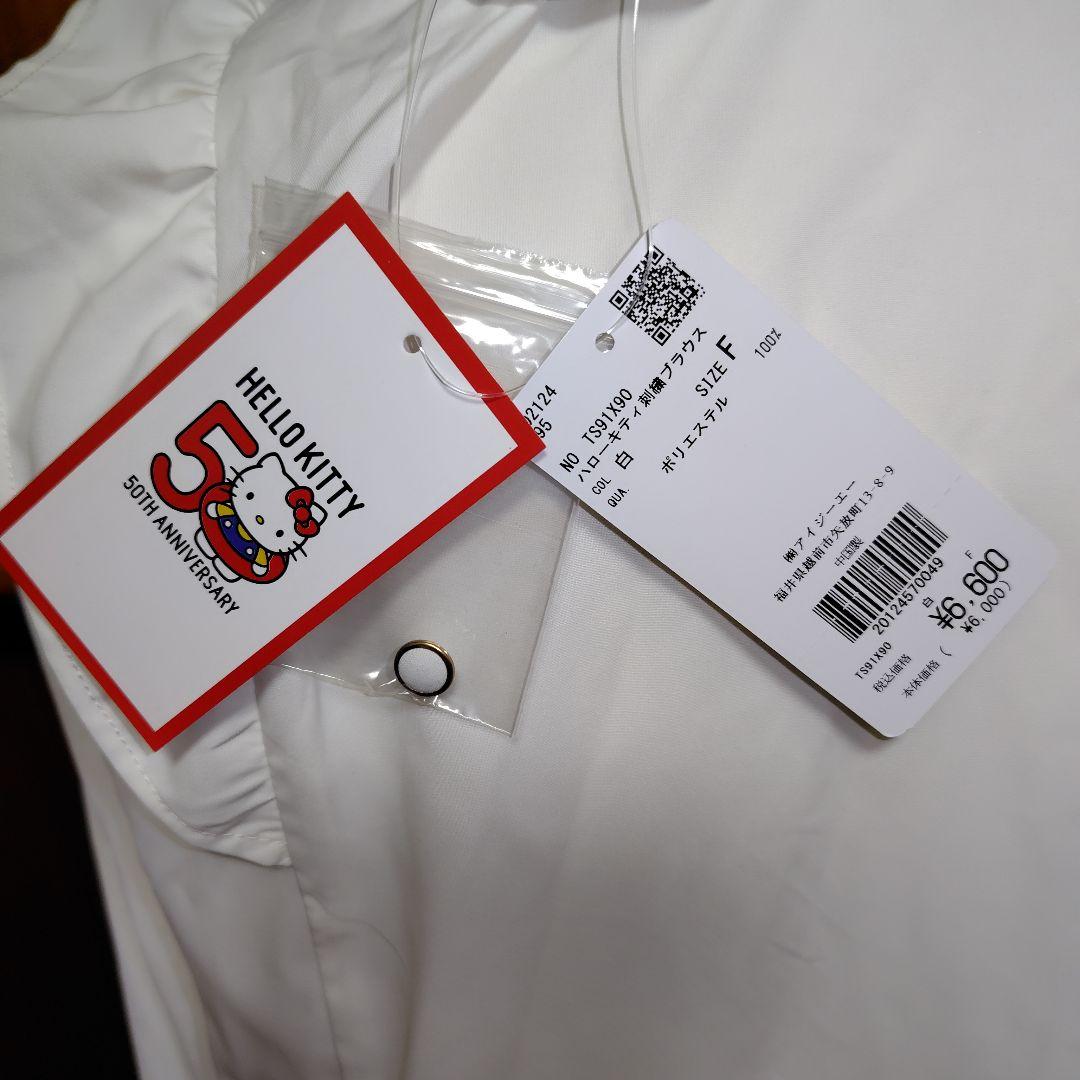 HELLO KITTY
50
50TH ANNIVERSARY
02124
95
NO TS91X90
ハローキティ刺繍ブラウス
COL 白 SIZE F
QUA. ポリエステル 100%
㈱アイジーエー
福井県越前市矢放町13-8-9
中国製
20124570049
TS91X90 白 F
税込価格 ¥6,600
本体価格 ( ¥6,000)